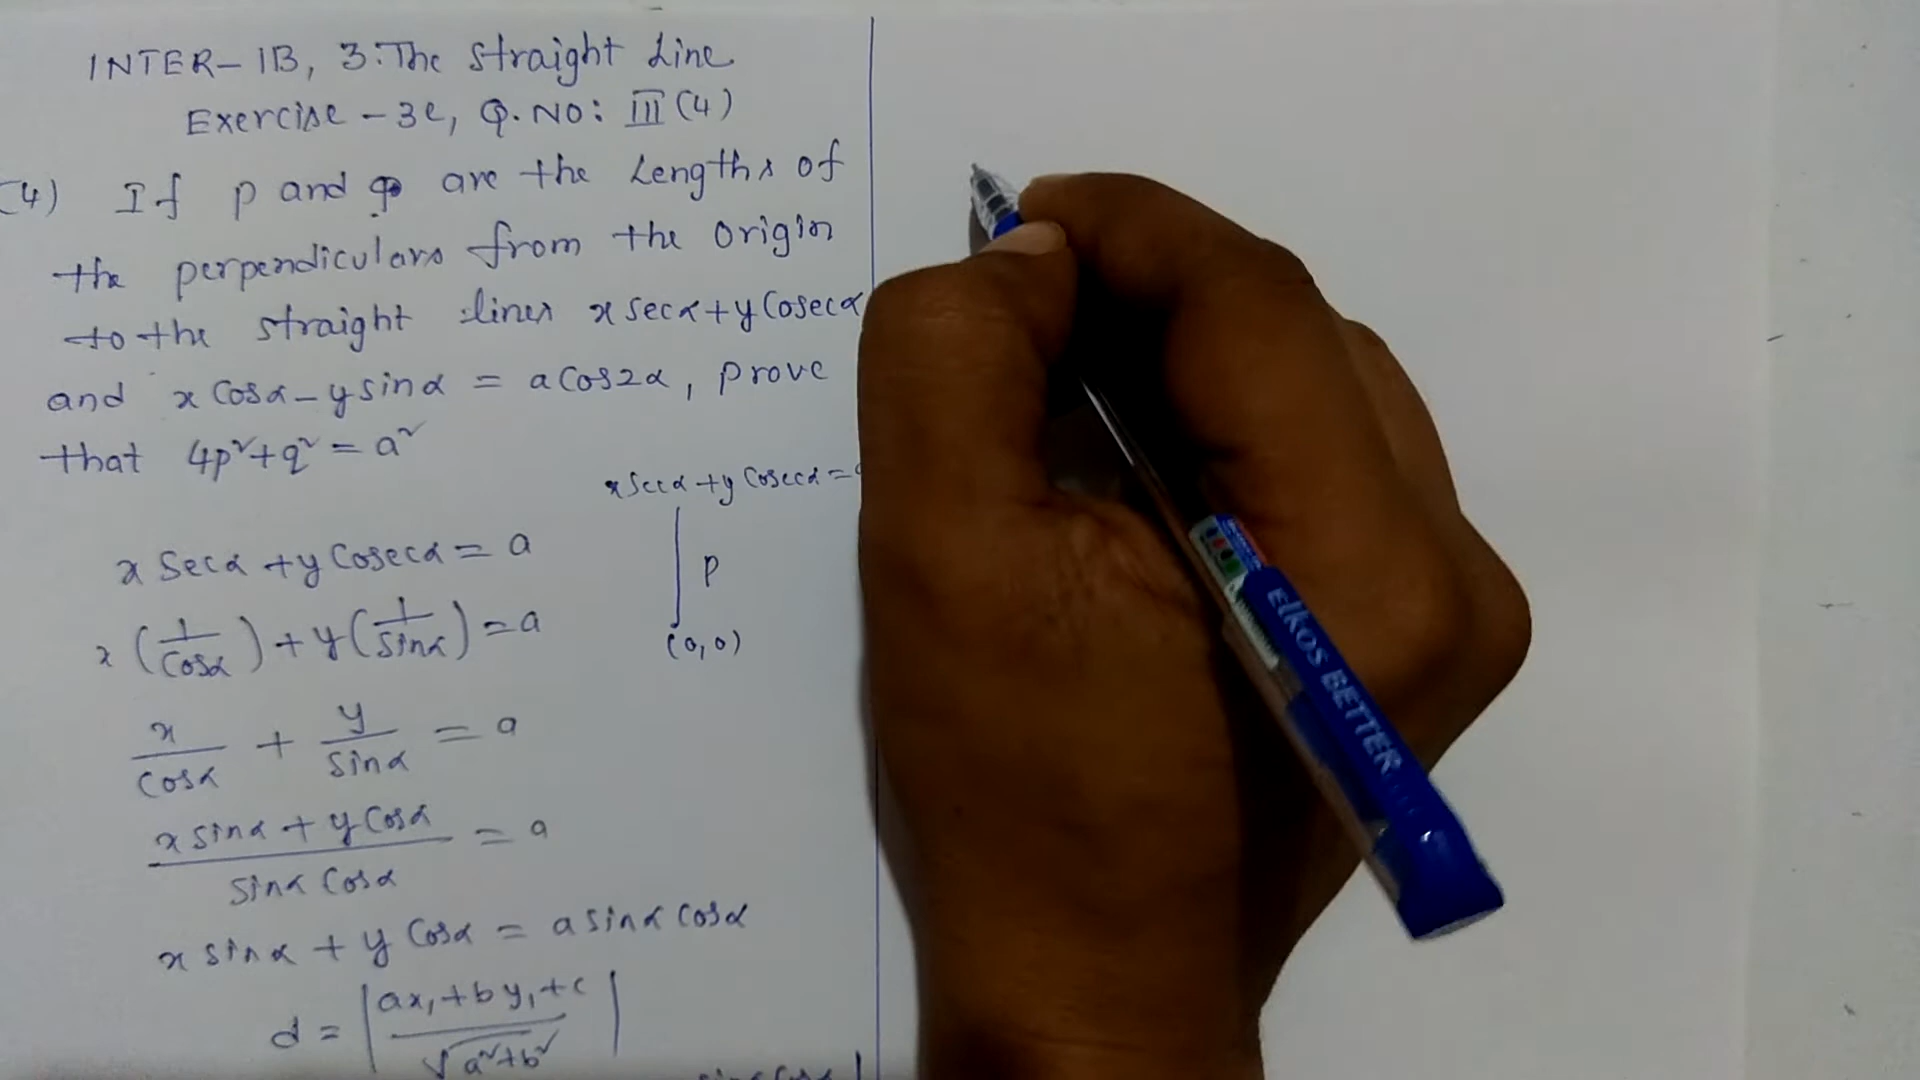 INTER-1B, 3.The straight Line
Exercise-3e, Q.NO: III (4)
(4) If p and q are the Lengths of
the perpendiculars from the origin
to the straight lines x secα+y Cosecα
and x Cosα-y sinα = a Cos2α, prove
that 4p²+q² = a²
x Secα +y Cosecα =
x Secα +y Cosecα = a
p
(0,0)
x (1/Cosα) + y (1/Sinα) = a
x/Cosα + y/Sinα = a
x sinα + y Cosα / Sinα Cosα = a
x sinα + y Cosα = a sinα Cosα
d = |ax₁+by₁+c / √a²+b²|
Elkos BETTER